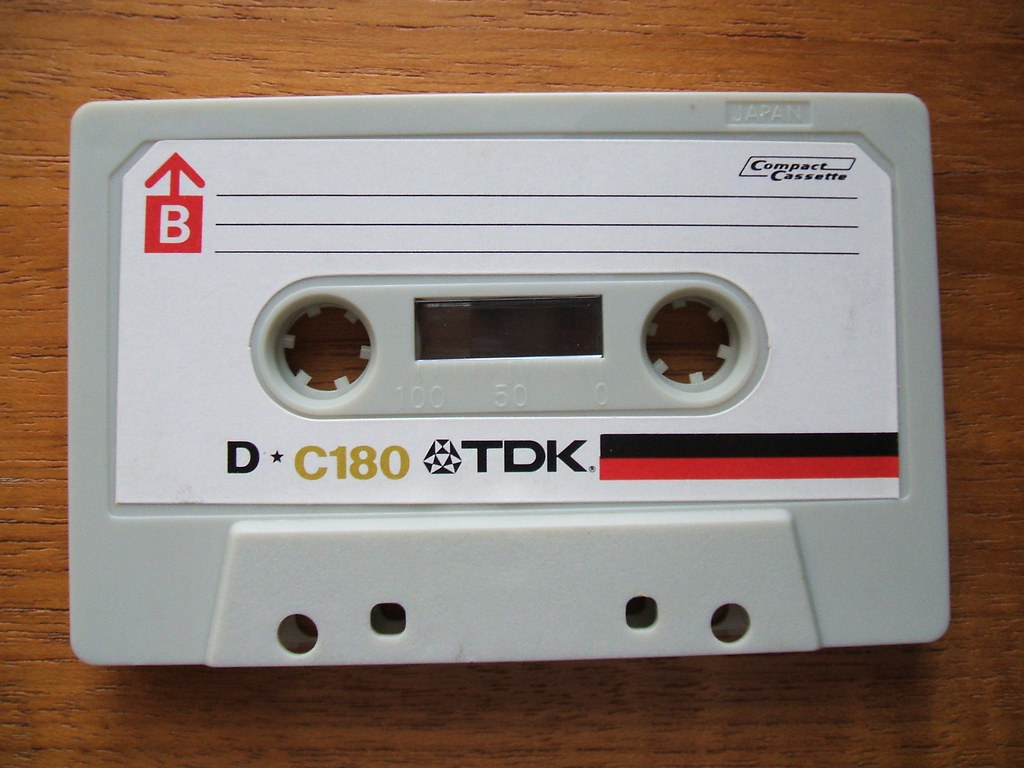 JAPAN
Compact
Cassette
B
100 50 0
D★C180 TDK®